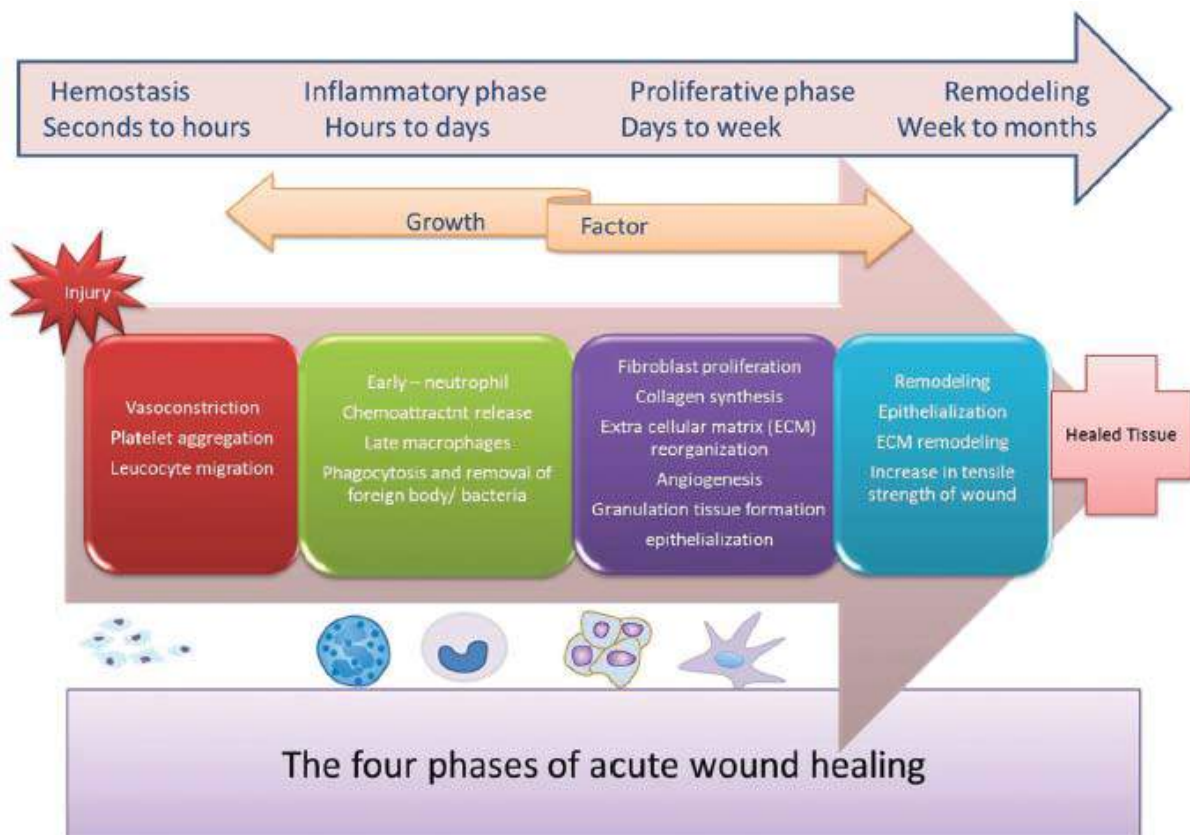 Hemostasis
Seconds to hours
Inflammatory phase
Hours to days
Proliferative phase
Days to week
Remodeling
Week to months
Growth
Factor
Injury
Vasoconstriction
Platelet aggregation
Leucocyte migration
Early – neutrophil
Chemoattractnt release
Late macrophages
Phagocytosis and removal of
foreign body/ bacteria
Fibroblast proliferation
Collagen synthesis
Extra cellular matrix (ECM)
reorganization
Angiogenesis
Granulation tissue formation
epithelialization
Remodeling
Epithelialization
ECM remodeling
Increase in tensile
strength of wound
Healed Tissue
The four phases of acute wound healing